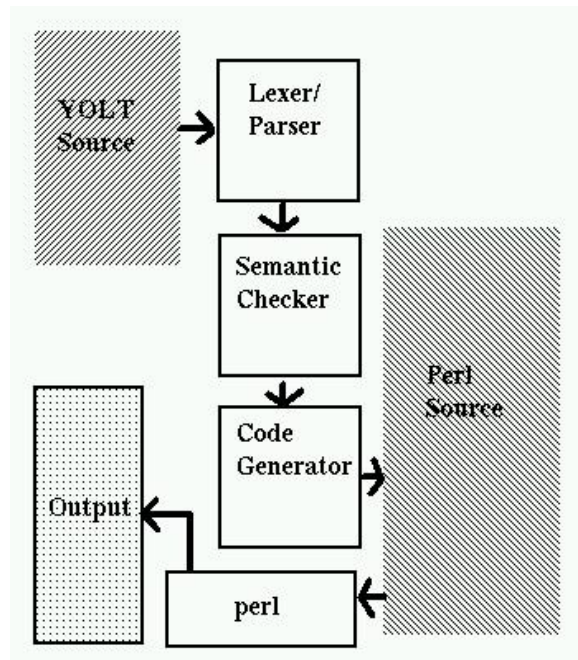 YOLT
Source
Lexer/
Parser
Semantic
Checker
Code
Generator
Perl
Source
perl
Output